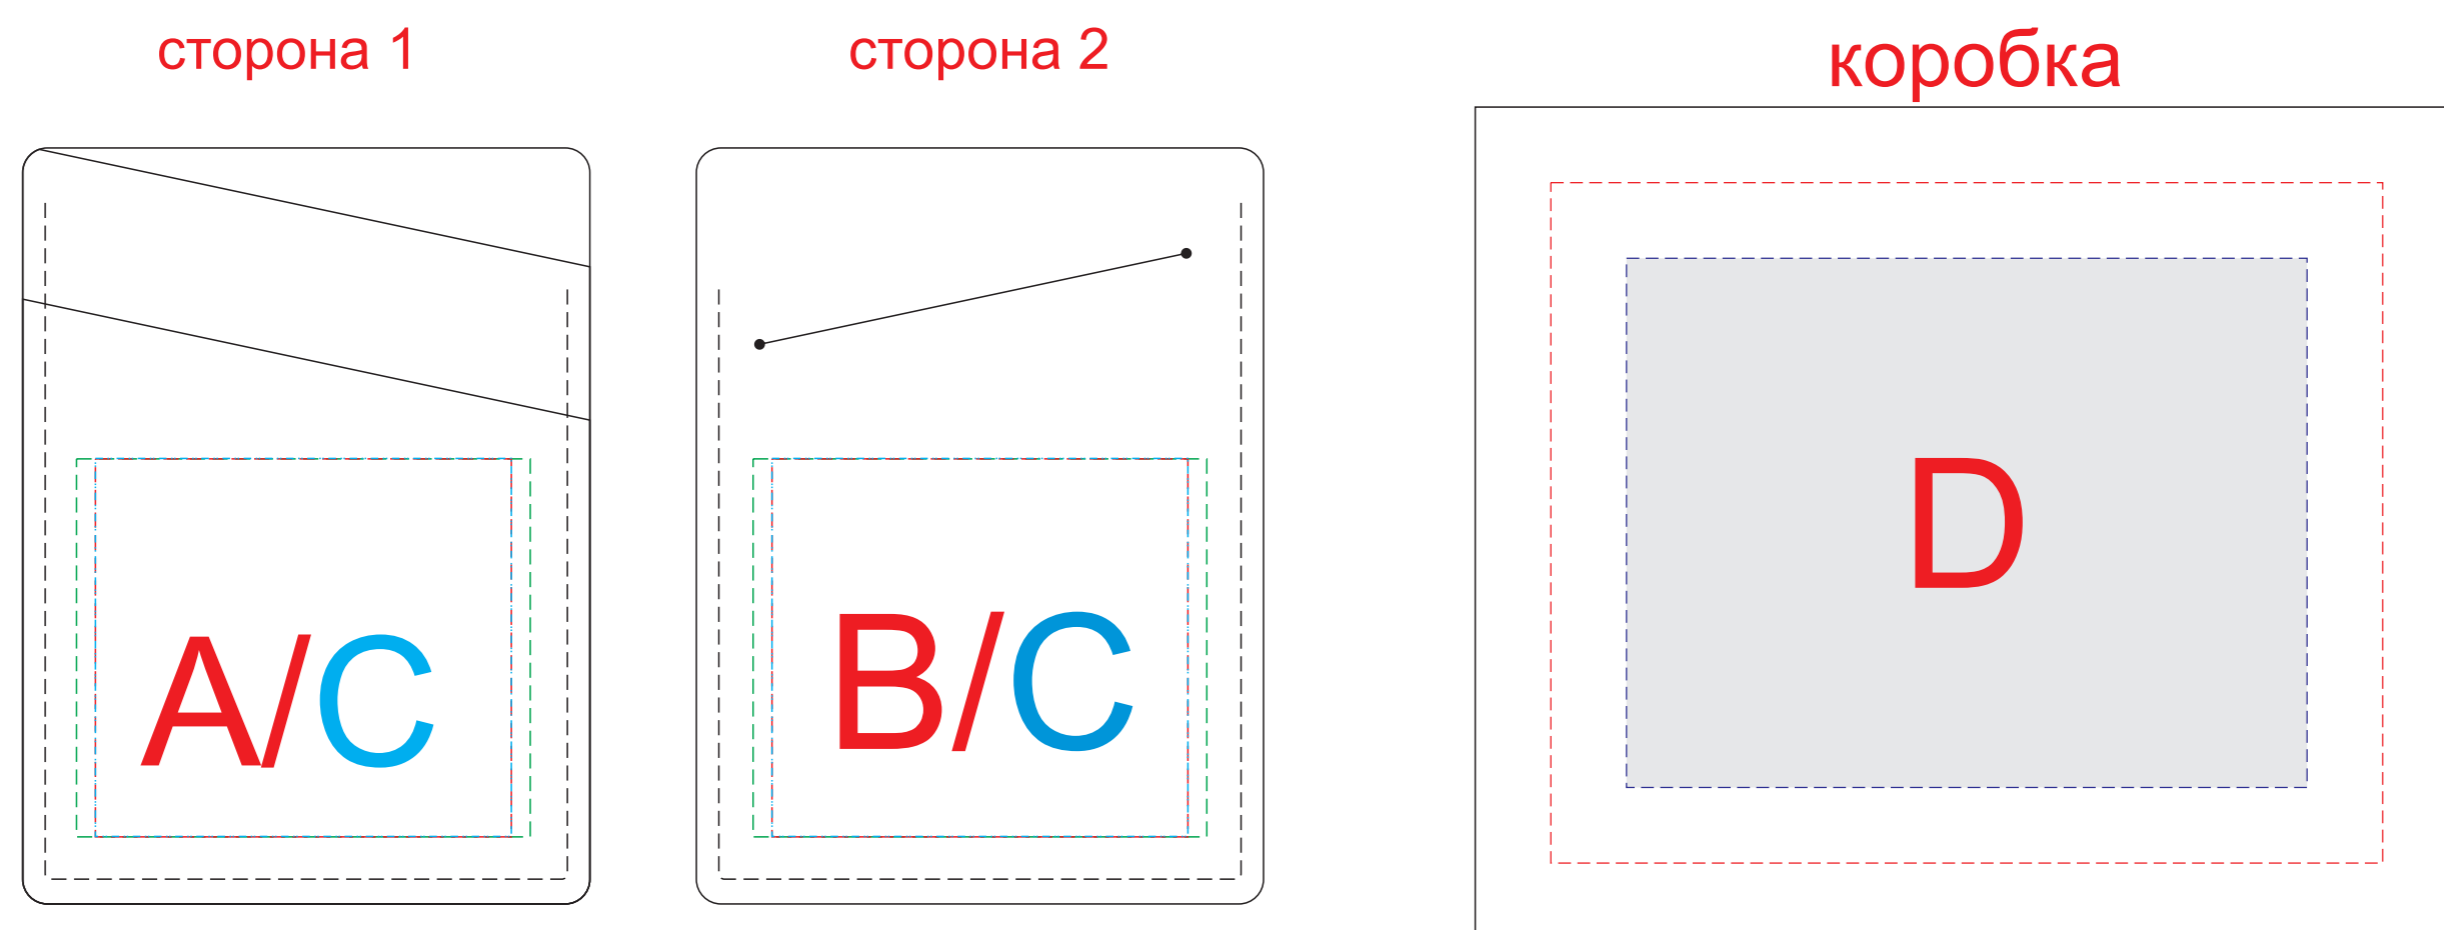 сторона 1
сторона 2
коробка
A/C
B/C
D